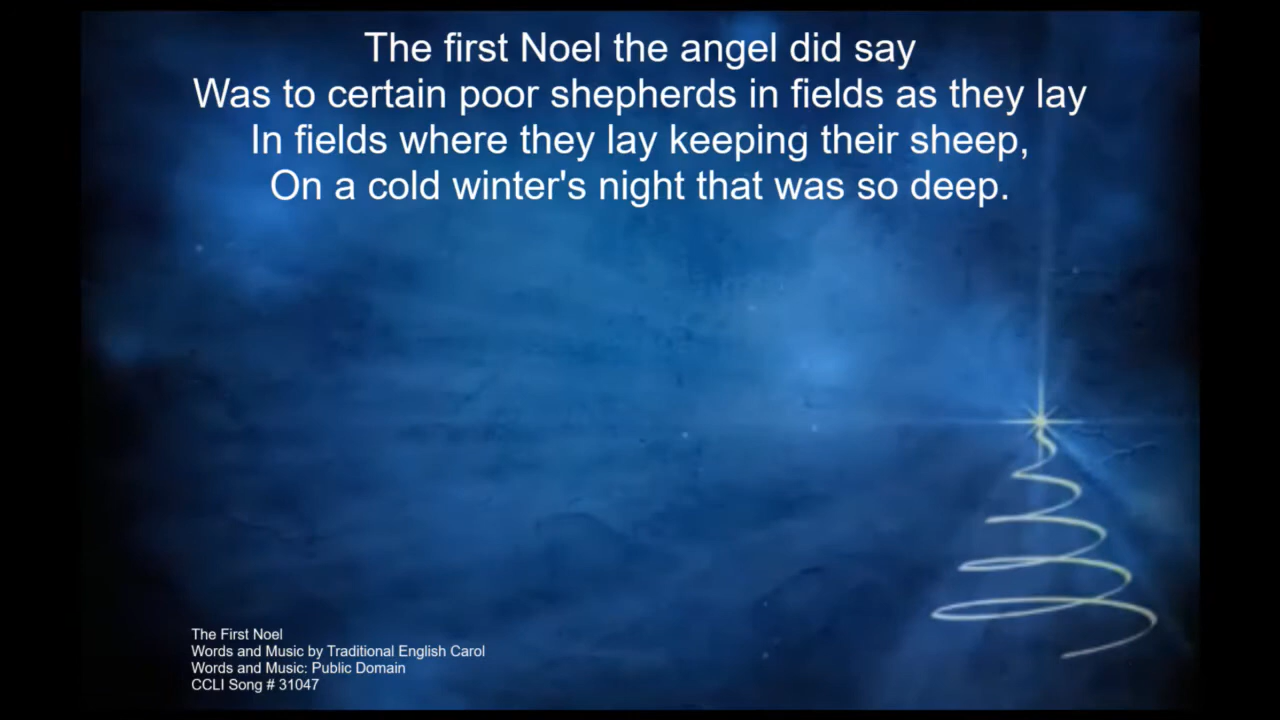 The first Noel the angel did say
Was to certain poor shepherds in fields as they lay
In fields where they lay keeping their sheep,
On a cold winter's night that was so deep.
The First Noel
Words and Music by Traditional English Carol
Words and Music: Public Domain
CCLI Song # 31047